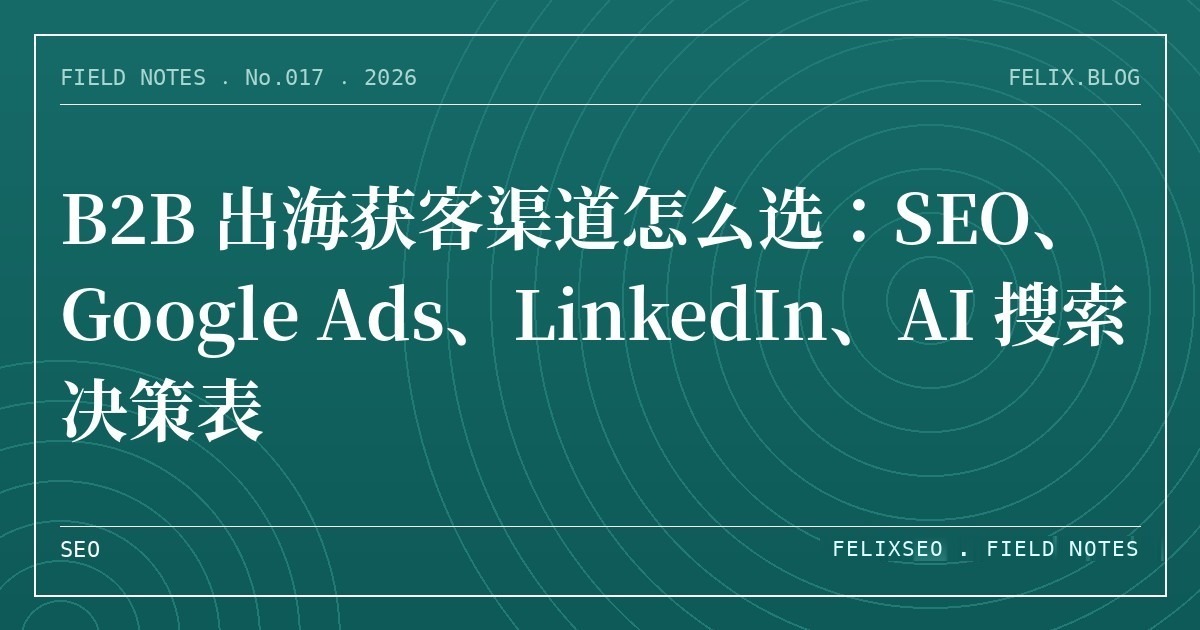 FIELD NOTES . No.017 . 2026
FELIX.BLOG
B2B 出海获客渠道怎么选：SEO、
Google Ads、LinkedIn、AI 搜索
决策表
SEO
FELIXSEO . FIELD NOTES